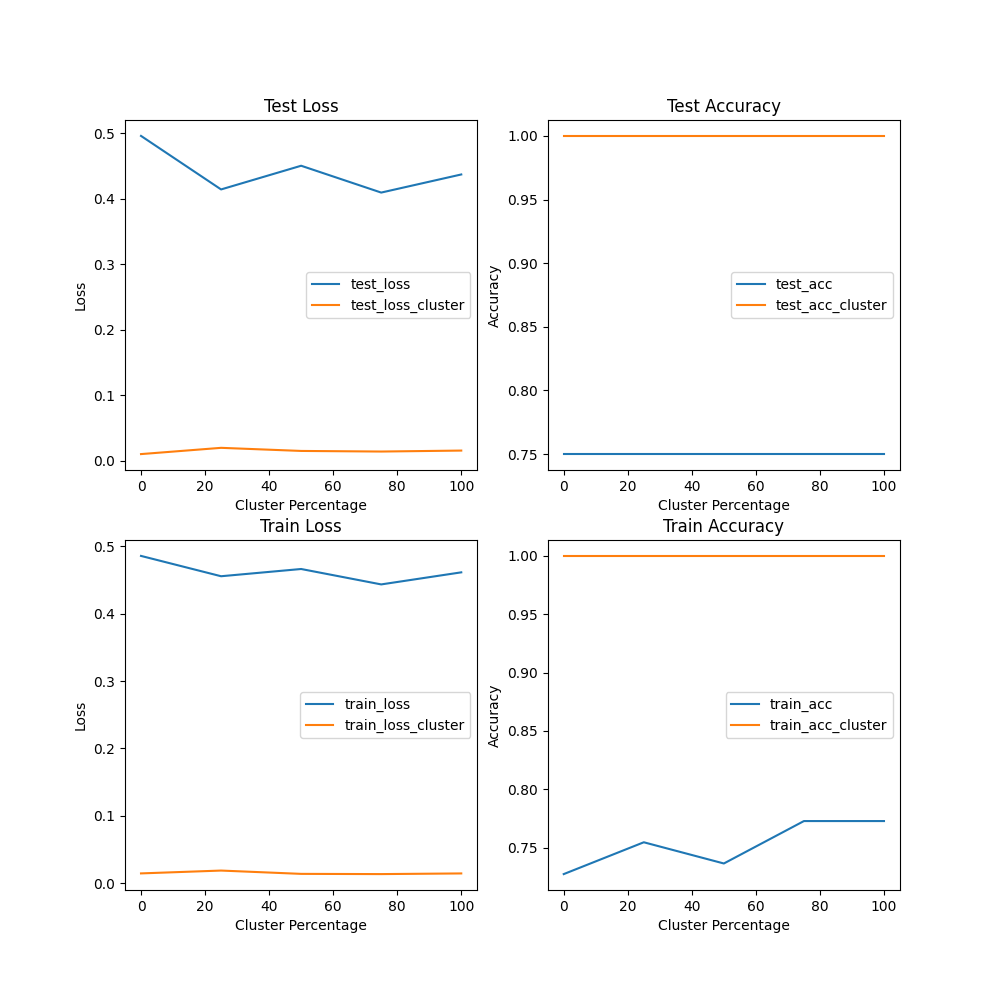 Test Loss
0.5
0.4
0.3
0.2
0.1
0.0
Loss
test_loss
test_loss_cluster
0 20 40 60 80 100
Cluster Percentage
Test Accuracy
1.00
0.95
0.90
0.85
0.80
0.75
Accuracy
test_acc
test_acc_cluster
0 20 40 60 80 100
Cluster Percentage
Train Loss
0.5
0.4
0.3
0.2
0.1
0.0
Loss
train_loss
train_loss_cluster
0 20 40 60 80 100
Cluster Percentage
Train Accuracy
1.00
0.95
0.90
0.85
0.80
0.75
Accuracy
train_acc
train_acc_cluster
0 20 40 60 80 100
Cluster Percentage